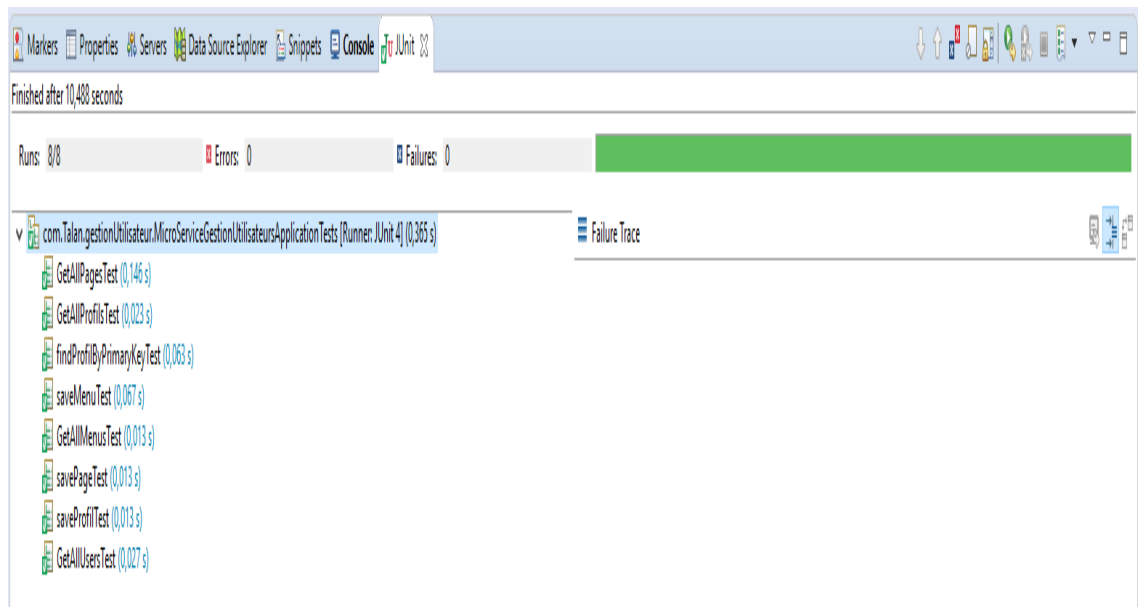 Markers Properties Servers Data Source Explorer Snippets Console JUnit
Finished after 10,488 seconds
Runs: 8/8 Errors: 0 Failures: 0
com.Talan.gestionUtilisateur.MicroServiceGestionUtilisateursApplicationTests [Runner: JUnit 4] (0,365 s)
Failure Trace
GetAllPagesTest (0,146 s)
GetAllProfilsTest (0,023 s)
findProfilByPrimaryKeyTest (0,063 s)
saveMenuTest (0,067 s)
GetAllMenusTest (0,013 s)
savePageTest (0,013 s)
saveProfilTest (0,013 s)
GetAllUsersTest (0,027 s)